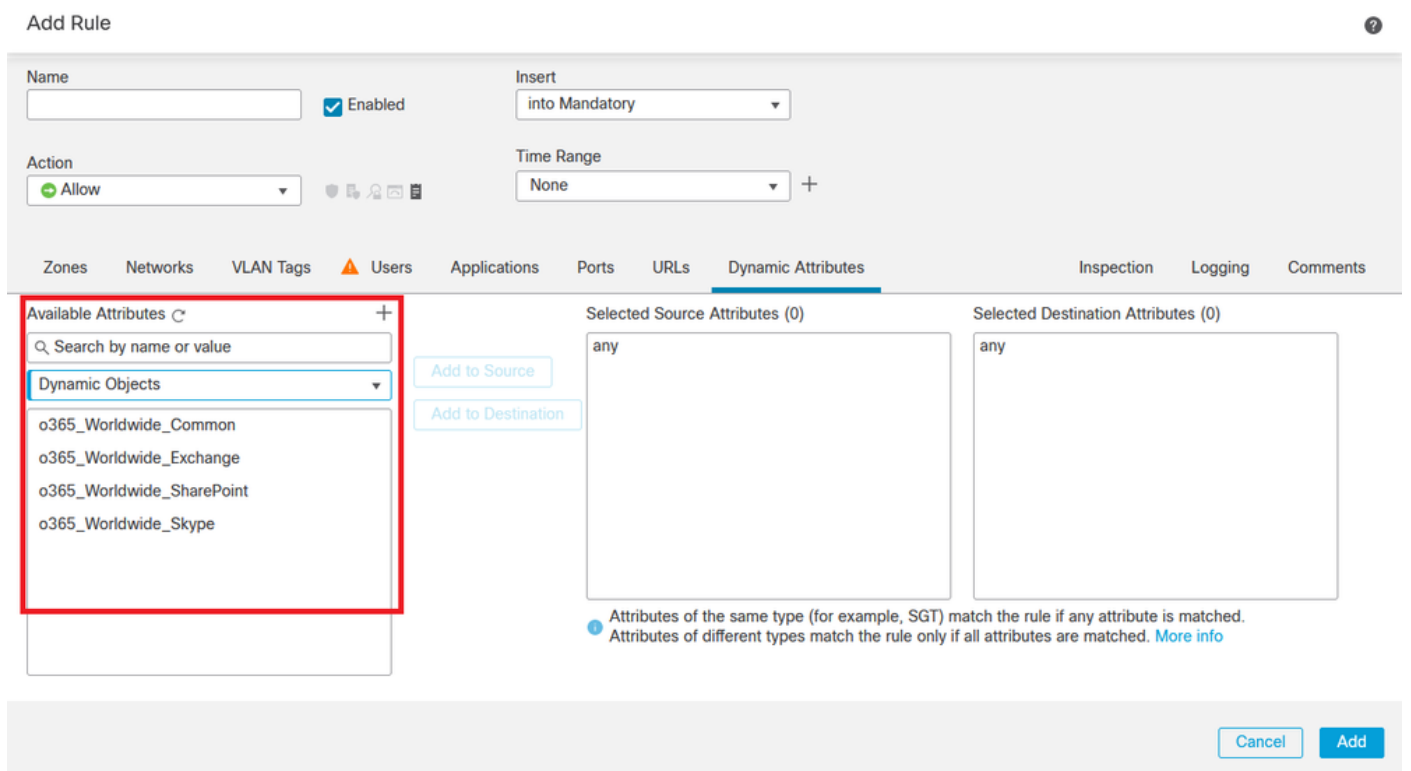 Add Rule
Name
Insert
Enabled
into Mandatory
Action
Time Range
Allow
None
Zones Networks VLAN Tags Users Applications Ports URLs Dynamic Attributes Inspection Logging Comments
Available Attributes
Search by name or value
Dynamic Objects
o365_Worldwide_Common
o365_Worldwide_Exchange
o365_Worldwide_SharePoint
o365_Worldwide_Skype
Add to Source
Add to Destination
Selected Source Attributes (0)
any
Selected Destination Attributes (0)
any
Attributes of the same type (for example, SGT) match the rule if any attribute is matched.
Attributes of different types match the rule only if all attributes are matched. More info
Cancel Add